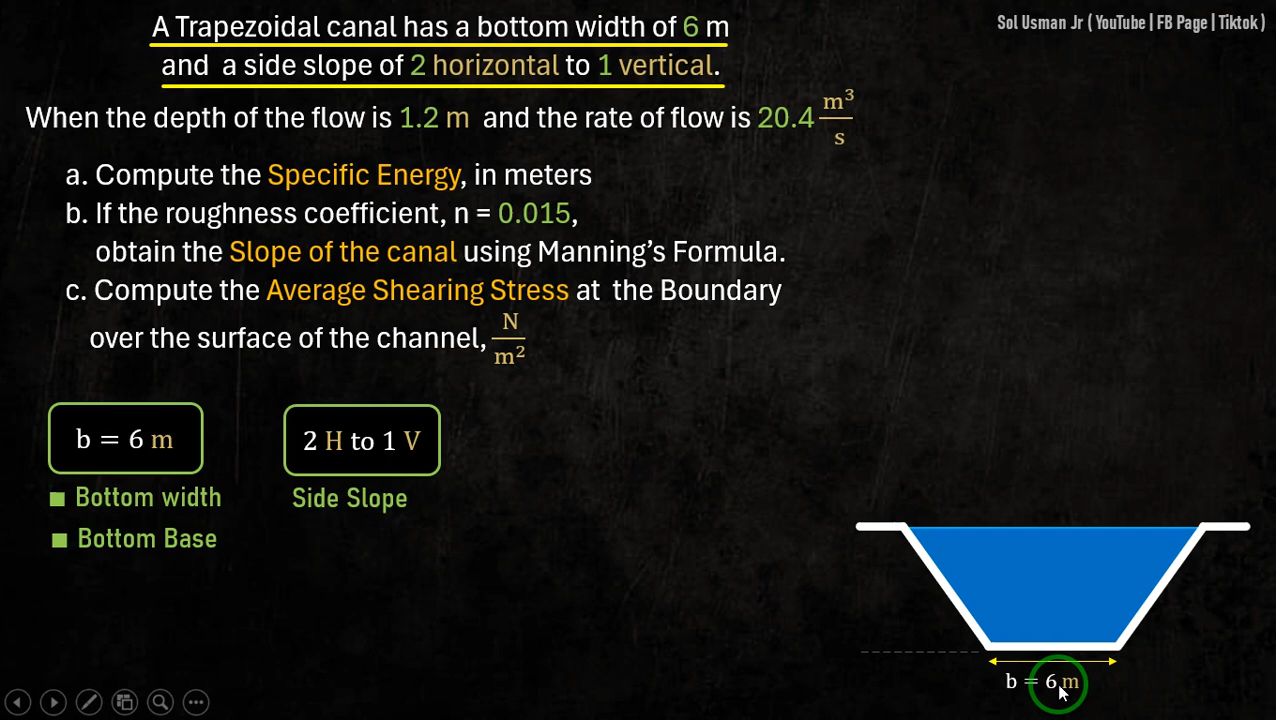 Sol Usman Jr ( YouTube | FB Page | Tiktok )
A Trapezoidal canal has a bottom width of 6 m
and a side slope of 2 horizontal to 1 vertical.
When the depth of the flow is 1.2 m and the rate of flow is 20.4 m³/s
a. Compute the Specific Energy, in meters
b. If the roughness coefficient, n = 0.015,
obtain the Slope of the canal using Manning’s Formula.
c. Compute the Average Shearing Stress at the Boundary
over the surface of the channel, N/m²
b = 6 m
2 H to 1 V
■ Bottom width
Side Slope
■ Bottom Base
b = 6 m